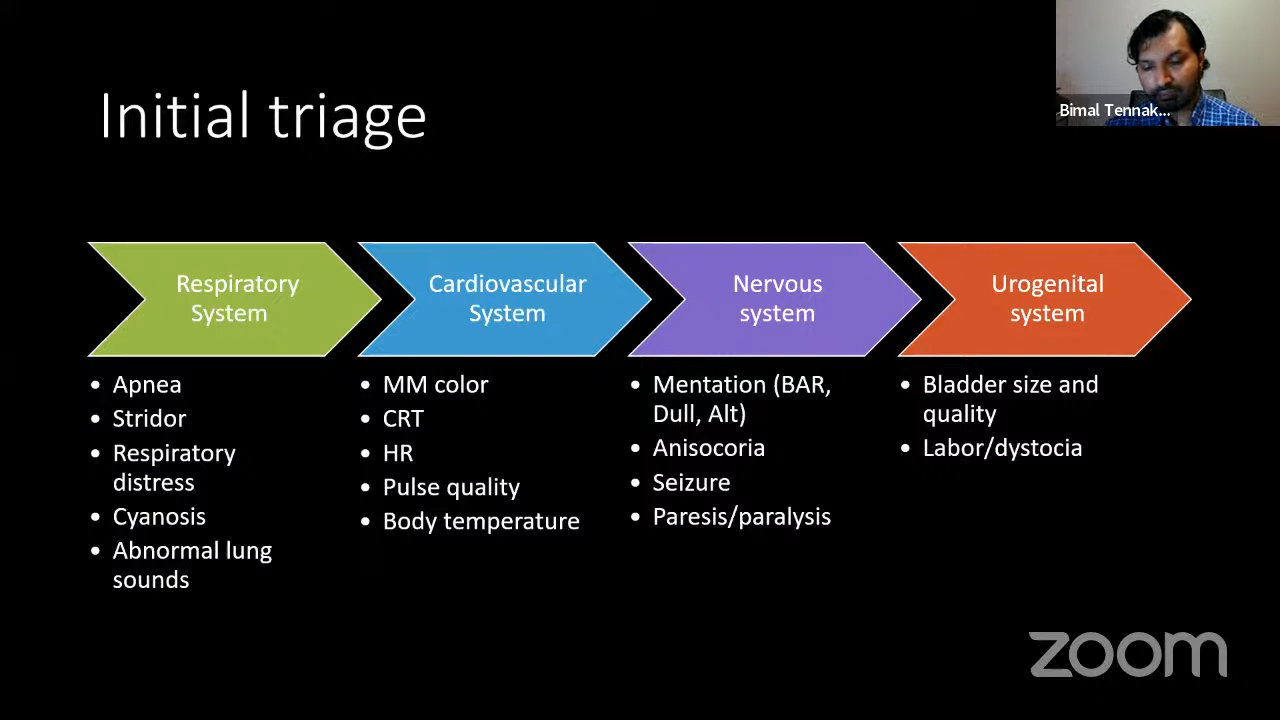 Initial triage
Bimal Tennak...
Respiratory
System
• Apnea
• Stridor
• Respiratory
distress
• Cyanosis
• Abnormal lung
sounds
Cardiovascular
System
• MM color
• CRT
• HR
• Pulse quality
• Body temperature
Nervous
system
• Mentation (BAR,
Dull, Alt)
• Anisocoria
• Seizure
• Paresis/paralysis
Urogenital
system
• Bladder size and
quality
• Labor/dystocia
zoom